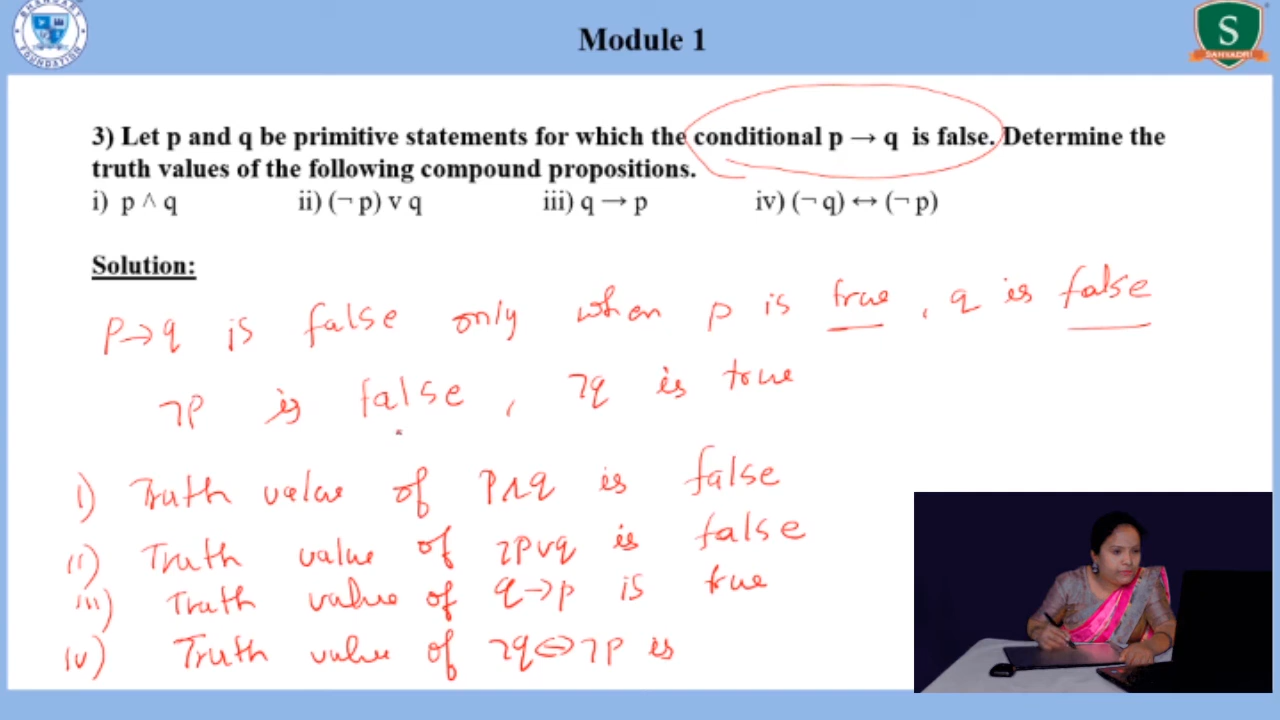 BHANDARY
FOUNDATION
Module 1
S
SAHYADRI
3) Let p and q be primitive statements for which the conditional p → q is false. Determine the
truth values of the following compound propositions.
i) p ^ q ii) (¬ p) v q iii) q → p iv) (¬ q) ↔ (¬ p)
Solution:
p→q is false only when p is true, q is false
¬p is false, ¬q is true
i) Truth value of p∧q is false
ii) Truth value of ¬p∨q is false
iii) Truth value of q→p is true
iv) Truth value of ¬q↔¬p is